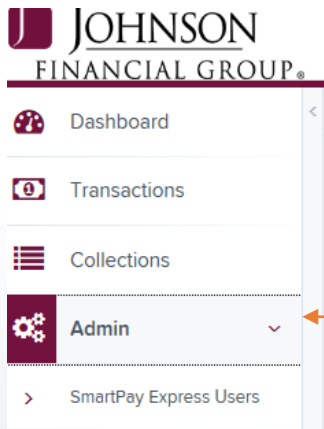 JOHNSON
FINANCIAL GROUP®
Dashboard
Transactions
Collections
Admin
SmartPay Express Users